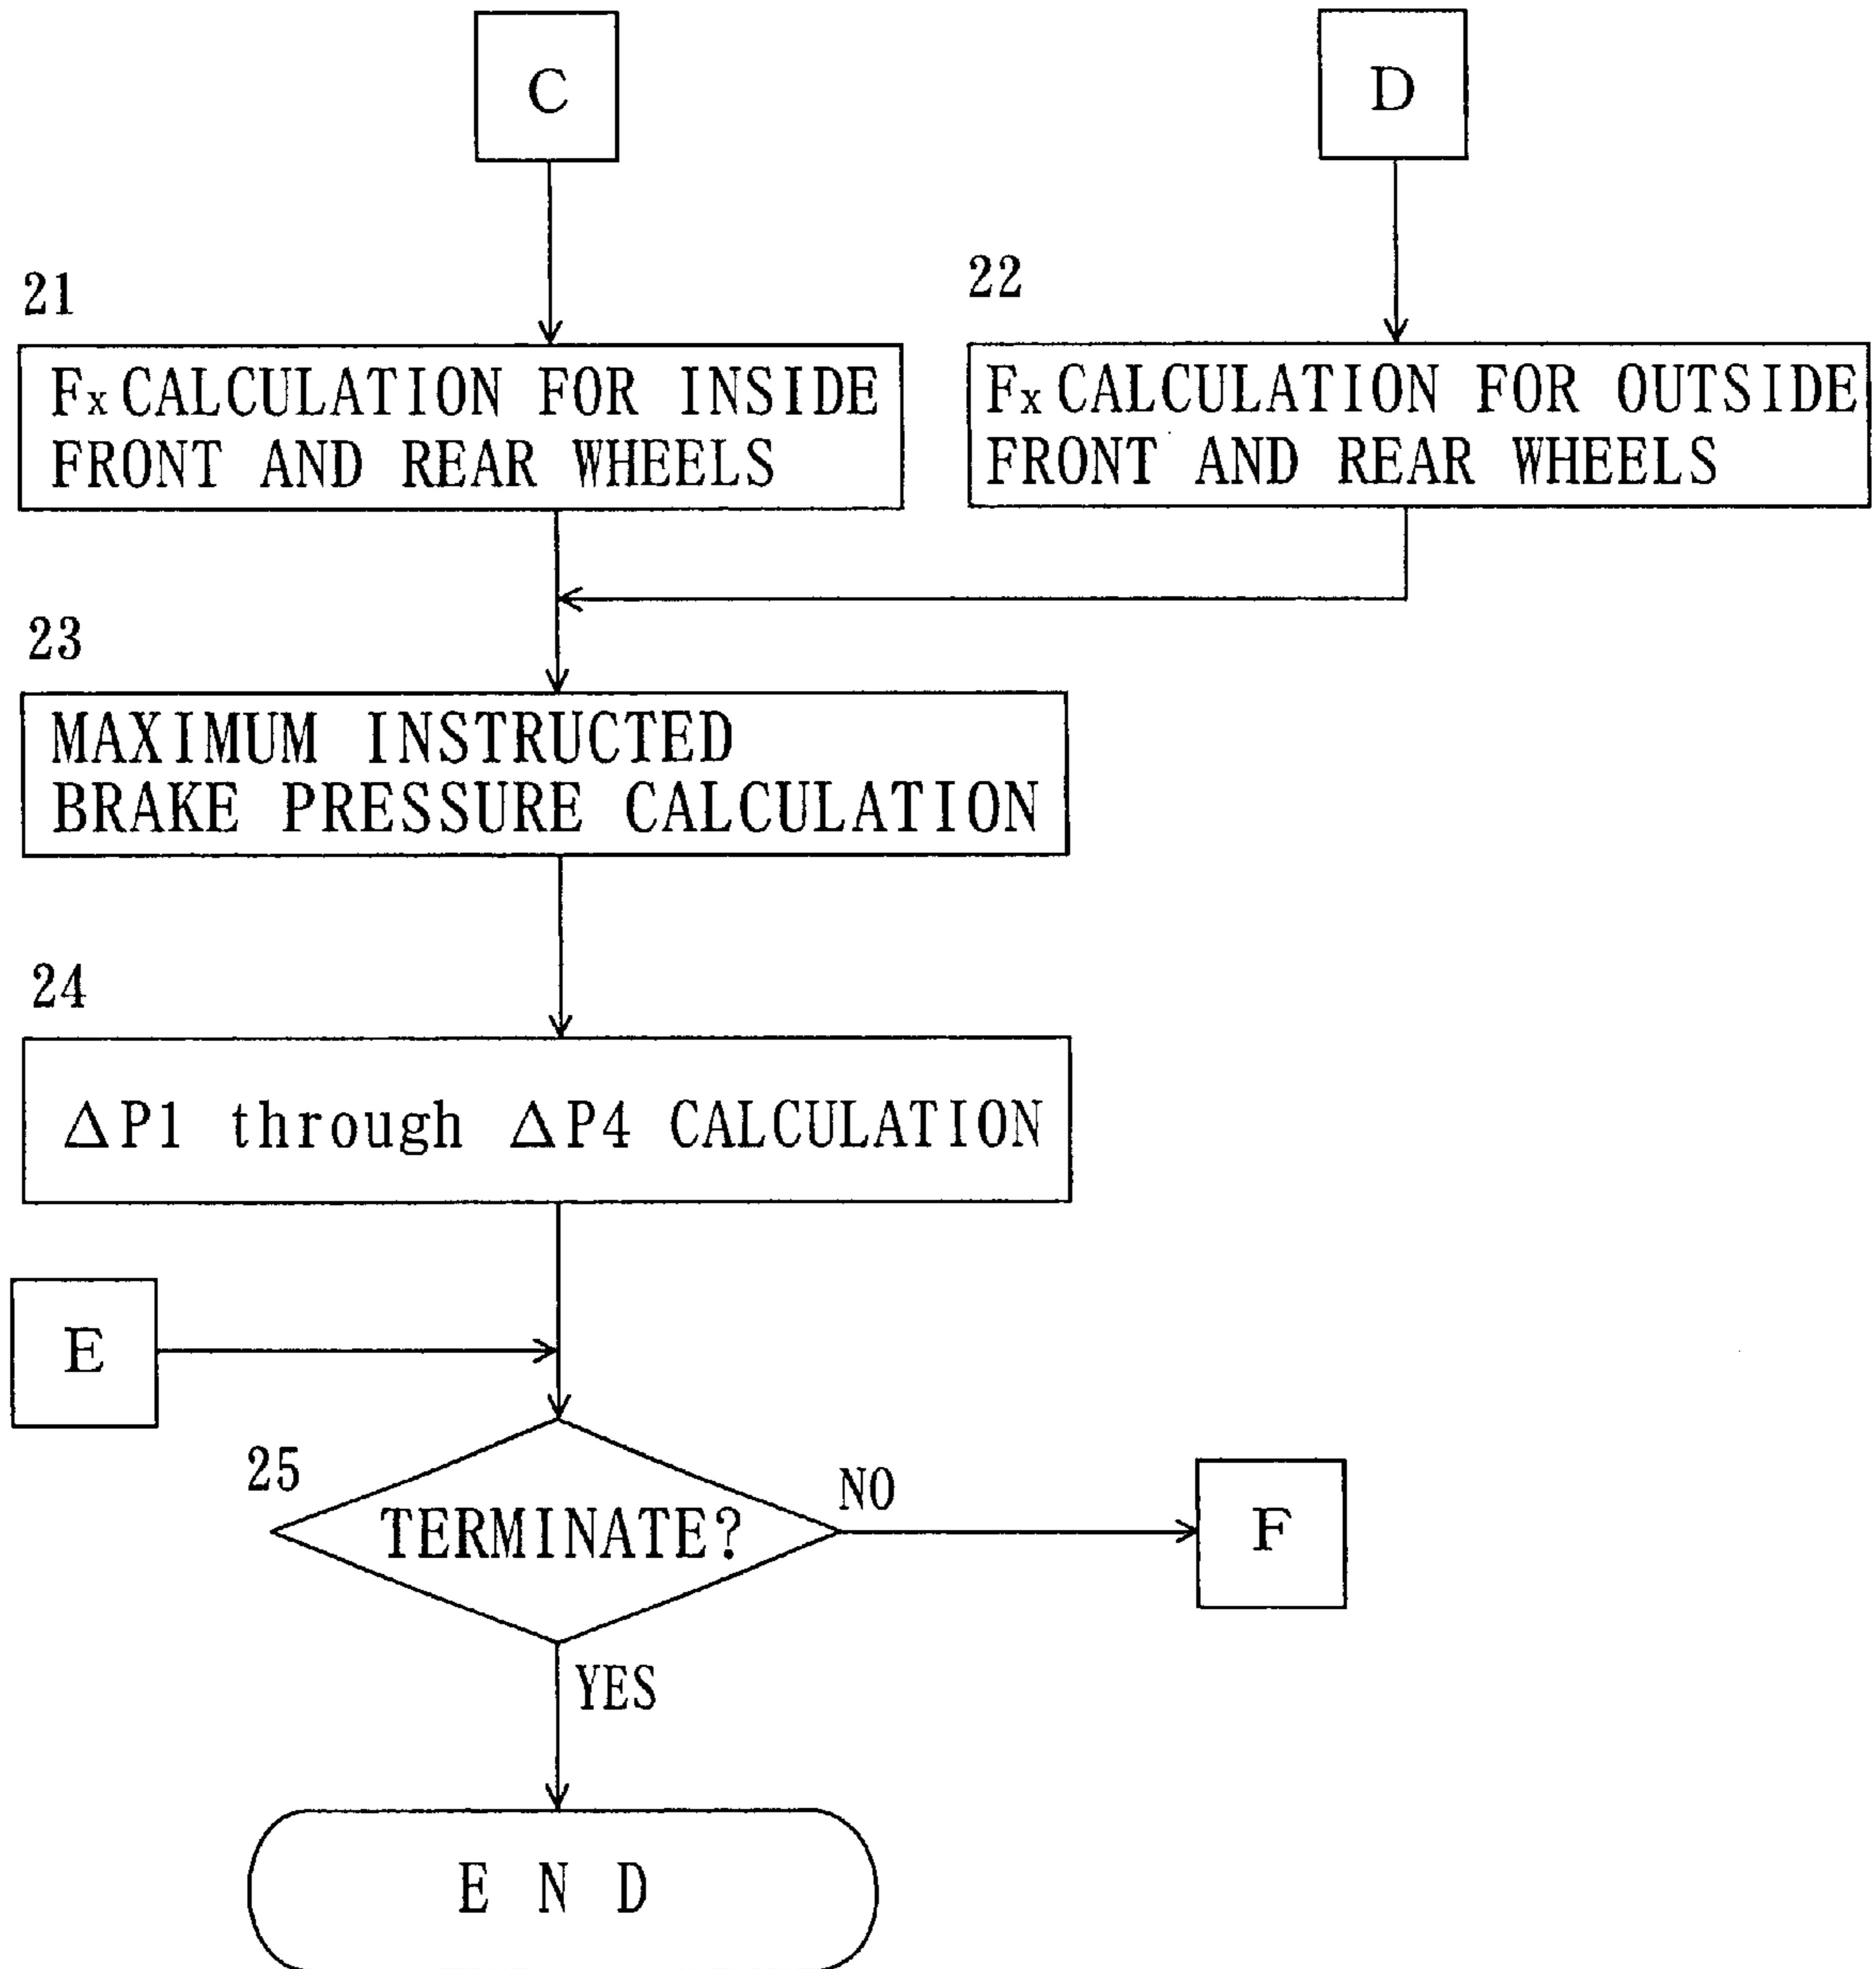 C
D
21
22
Fx CALCULATION FOR INSIDE
FRONT AND REAR WHEELS
Fx CALCULATION FOR OUTSIDE
FRONT AND REAR WHEELS
23
MAXIMUM INSTRUCTED
BRAKE PRESSURE CALCULATION
24
ΔP1 through ΔP4 CALCULATION
E
25
TERMINATE?
NO
F
YES
E N D